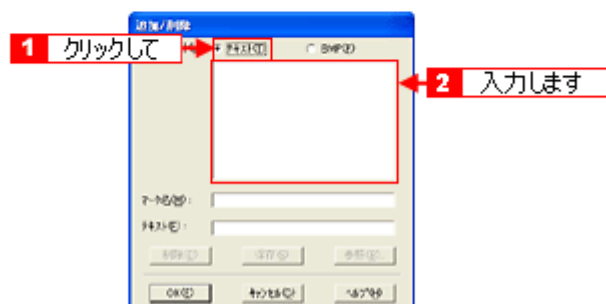 追加/削除
1 クリックして
テキスト(T) BMP(B)
2 入力します
マーク名(M):
テキスト(E):
削除(D) 保存(S) 参照(R)...
OK(O) キャンセル(C) ヘルプ(H)